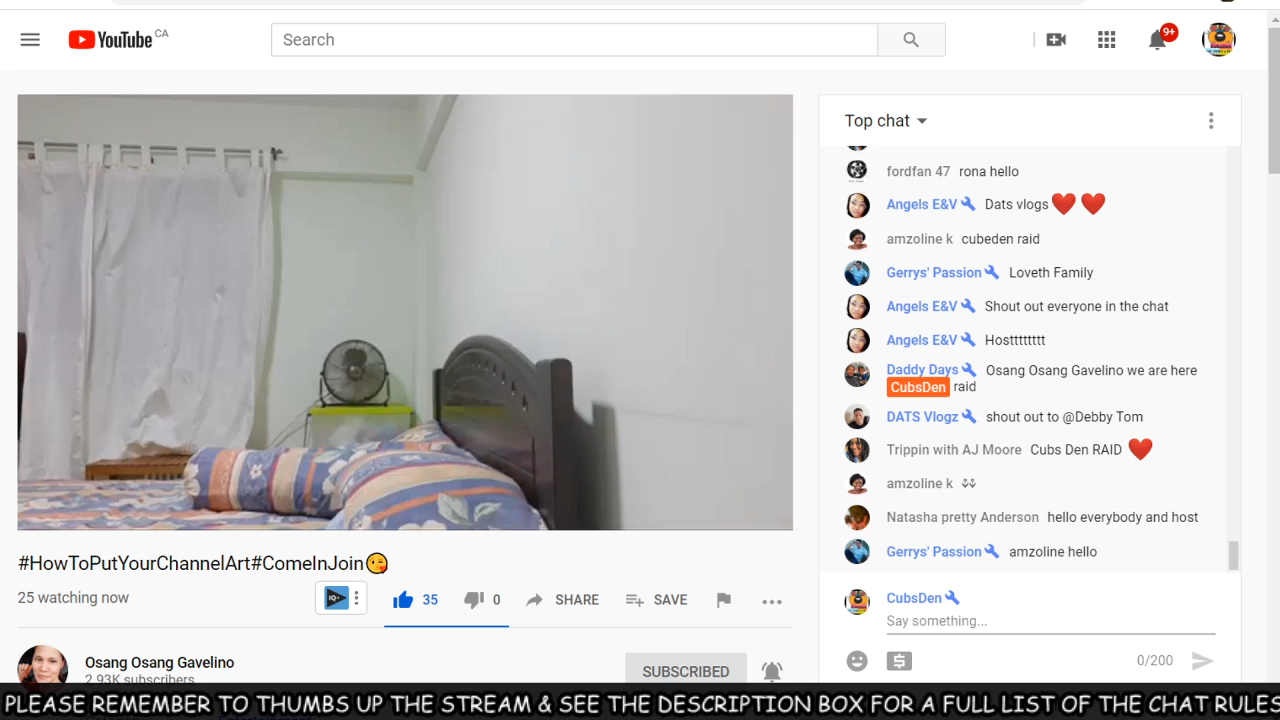 YouTube CA
Search
9+
Top chat
fordfan 47 rona hello
Angels E&V Dats vlogs ❤️ ❤️
amzoline k cubeden raid
Gerrys' Passion Loveth Family
Angels E&V Shout out everyone in the chat
Angels E&V Hosttttttt
Daddy Days Osang Osang Gavelino we are here
CubsDen raid
DATS Vlogz shout out to @Debby Tom
Trippin with AJ Moore Cubs Den RAID ❤️
amzoline k
Natasha pretty Anderson hello everybody and host
Gerrys' Passion amzoline hello
CubsDen
Say something...
0/200
#HowToPutYourChannelArt#ComeInJoin😘
25 watching now
IQ
35
0
SHARE
SAVE
Osang Osang Gavelino
2.93K subscribers
SUBSCRIBED
PLEASE REMEMBER TO THUMBS UP THE STREAM & SEE THE DESCRIPTION BOX FOR A FULL LIST OF THE CHAT RULES